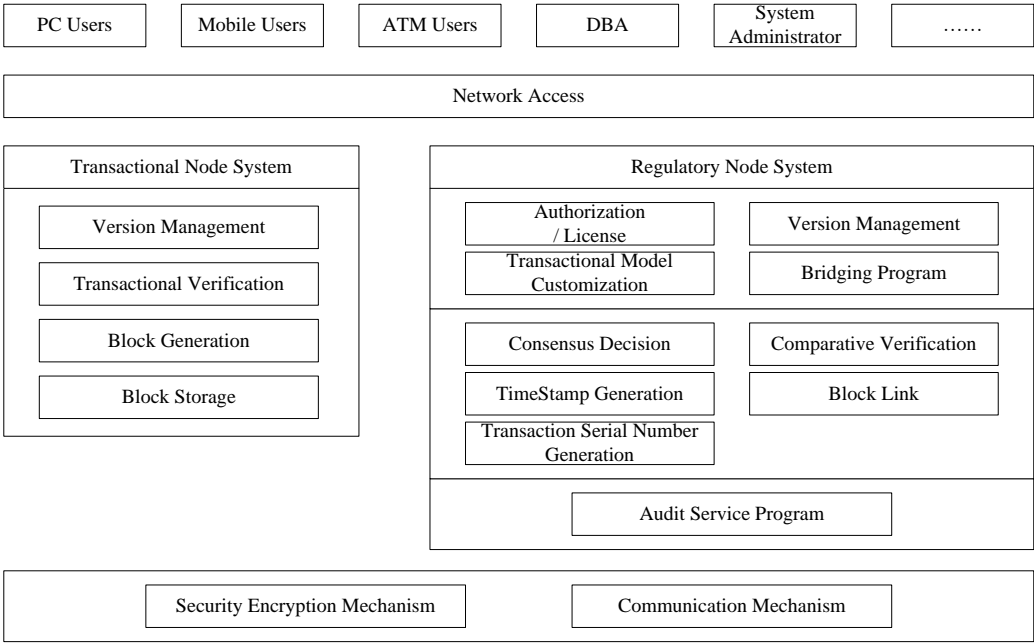 PC Users
Mobile Users
ATM Users
DBA
System
Administrator
……
Network Access
Transactional Node System
Version Management
Transactional Verification
Block Generation
Block Storage
Regulatory Node System
Authorization
/ License
Version Management
Transactional Model
Customization
Bridging Program
Consensus Decision
Comparative Verification
TimeStamp Generation
Block Link
Transaction Serial Number
Generation
Audit Service Program
Security Encryption Mechanism
Communication Mechanism